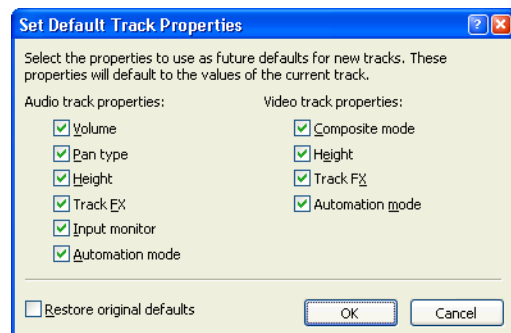 Set Default Track Properties
Select the properties to use as future defaults for new tracks. These
properties will default to the values of the current track.
Audio track properties:
Volume
Pan type
Height
Track FX
Input monitor
Automation mode
Video track properties:
Composite mode
Height
Track FX
Automation mode
Restore original defaults
OK
Cancel